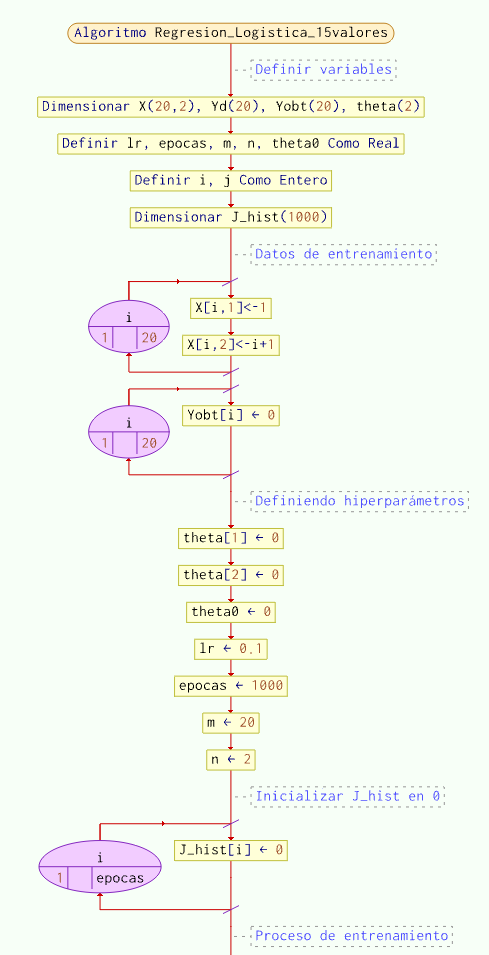 Algoritmo Regresion_Logistica_15valores
Definir variables
Dimensionar X(20,2), Yd(20), Yobt(20), theta(2)
Definir lr, epocas, m, n, theta0 Como Real
Definir i, j Como Entero
Dimensionar J_hist(1000)
Datos de entrenamiento
i
1 20
X[i,1]<-1
X[i,2]<-i+1
i
1 20
Yobt[i] ← 0
Definiendo hiperparámetros
theta[1] ← 0
theta[2] ← 0
theta0 ← 0
lr ← 0.1
epocas ← 1000
m ← 20
n ← 2
Inicializar J_hist en 0
i
1 epocas
J_hist[i] ← 0
Proceso de entrenamiento